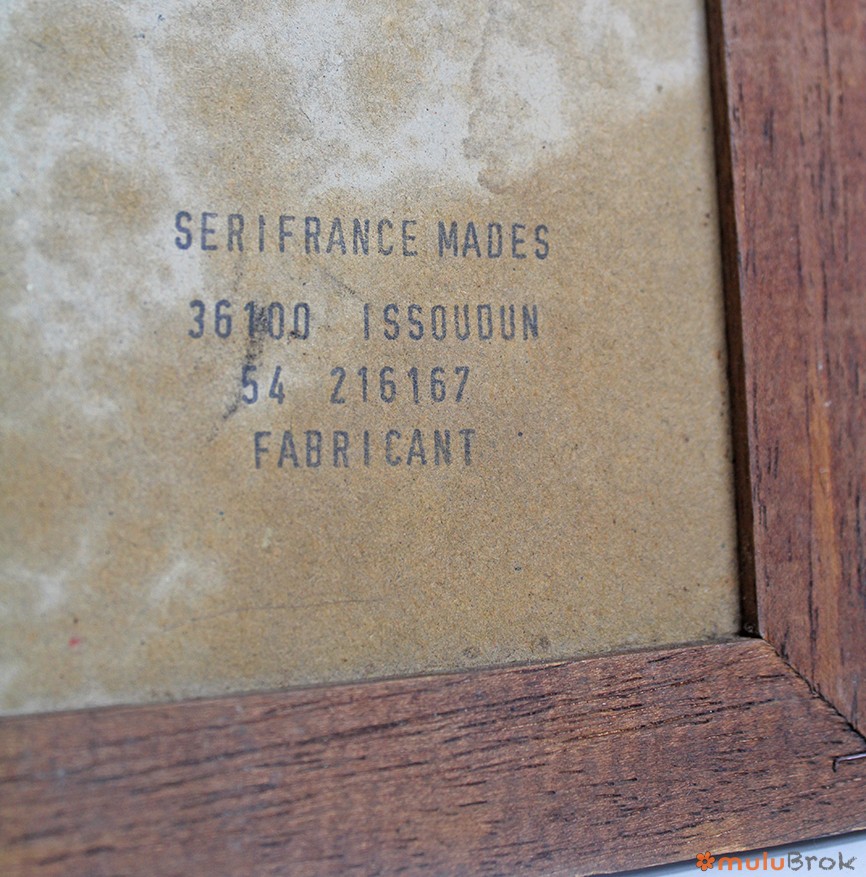 SERIFRANCE MADES
36100 ISSOUDUN
54 216167
FABRICANT
muluBrok